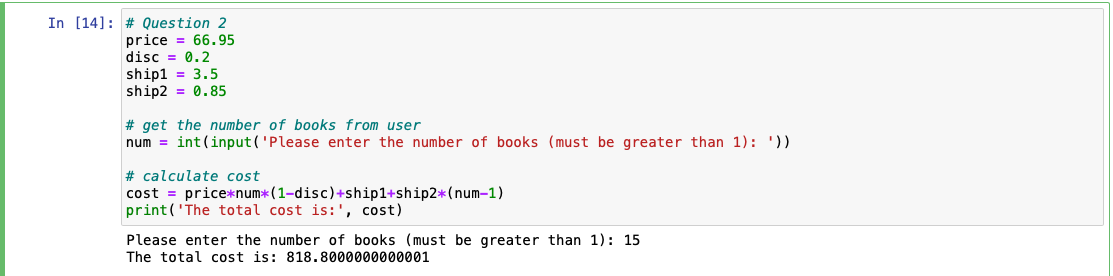 In [14]: # Question 2
price = 66.95
disc = 0.2
ship1 = 3.5
ship2 = 0.85
# get the number of books from user
num = int(input('Please enter the number of books (must be greater than 1): '))
# calculate cost
cost = price*num*(1-disc)+ship1+ship2*(num-1)
print('The total cost is:', cost)
Please enter the number of books (must be greater than 1): 15
The total cost is: 818.8000000000001